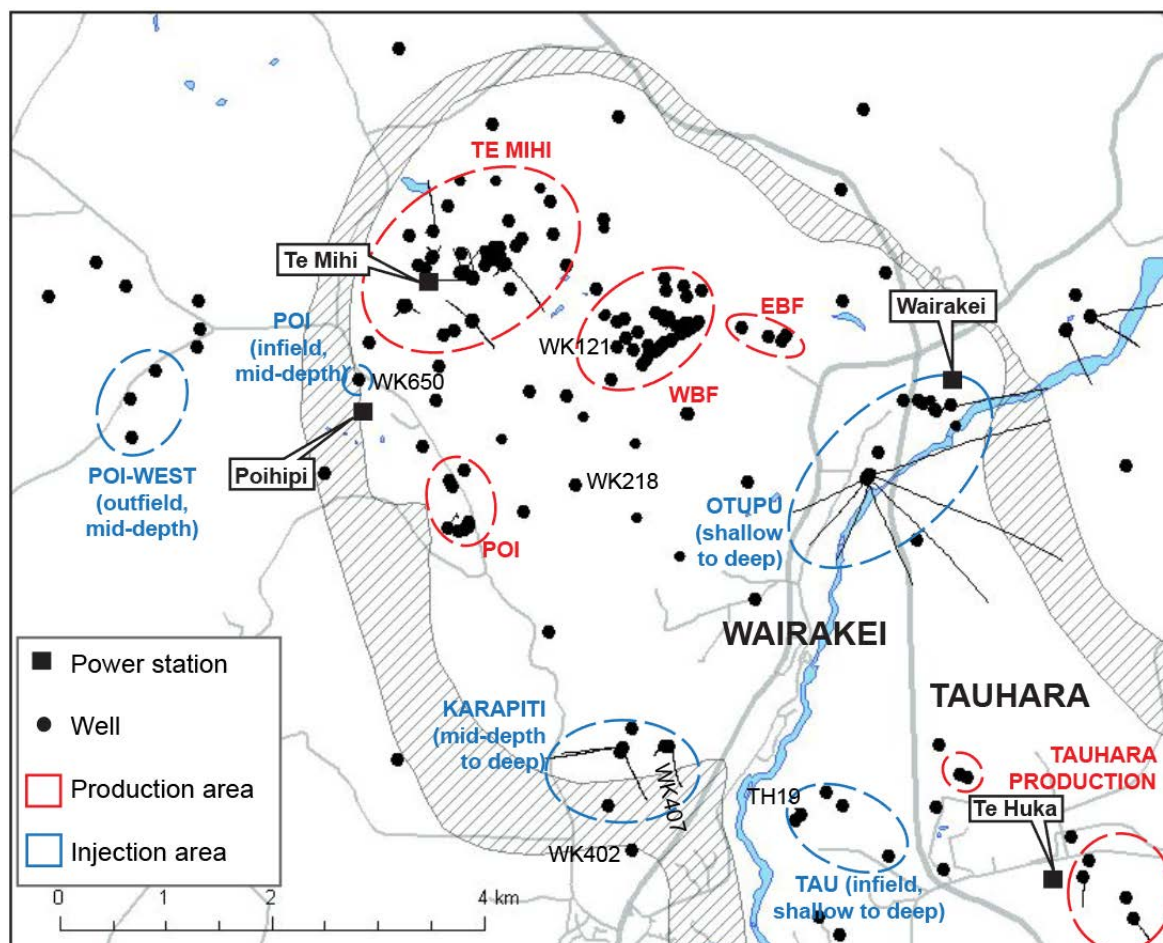 TE MIHI
Te Mihi
POI
(infield,
mid-depth)
WK650
WK121
WBF
EBF
Wairakei
POI-WEST
(outfield,
mid-depth)
Poihipi
WK218
POI
OTUPU
(shallow
to deep)
WAIRAKEI
TAUHARA
KARAPITI
(mid-depth
to deep)
WK407
WK402
TH19
TAUHARA
PRODUCTION
Te Huka
TAU (infield,
shallow to deep)
Power station
Well
Production area
Injection area
0 2 4 km